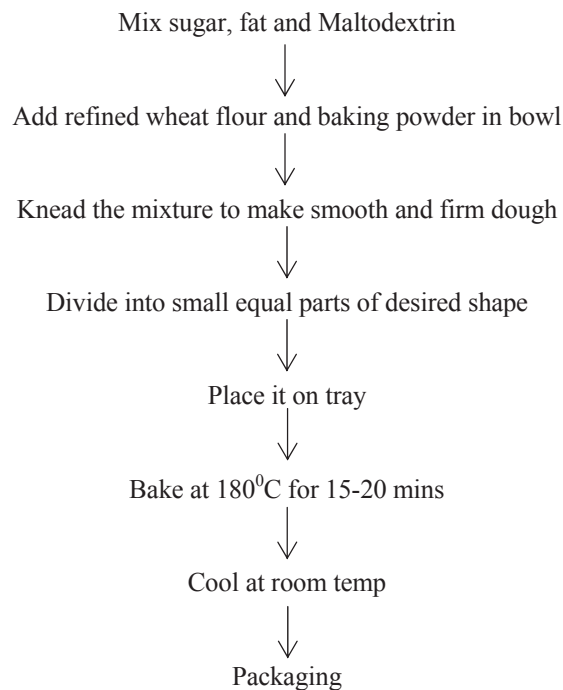 Mix sugar, fat and Maltodextrin
Add refined wheat flour and baking powder in bowl
Knead the mixture to make smooth and firm dough
Divide into small equal parts of desired shape
Place it on tray
Bake at 180⁰C for 15-20 mins
Cool at room temp
Packaging